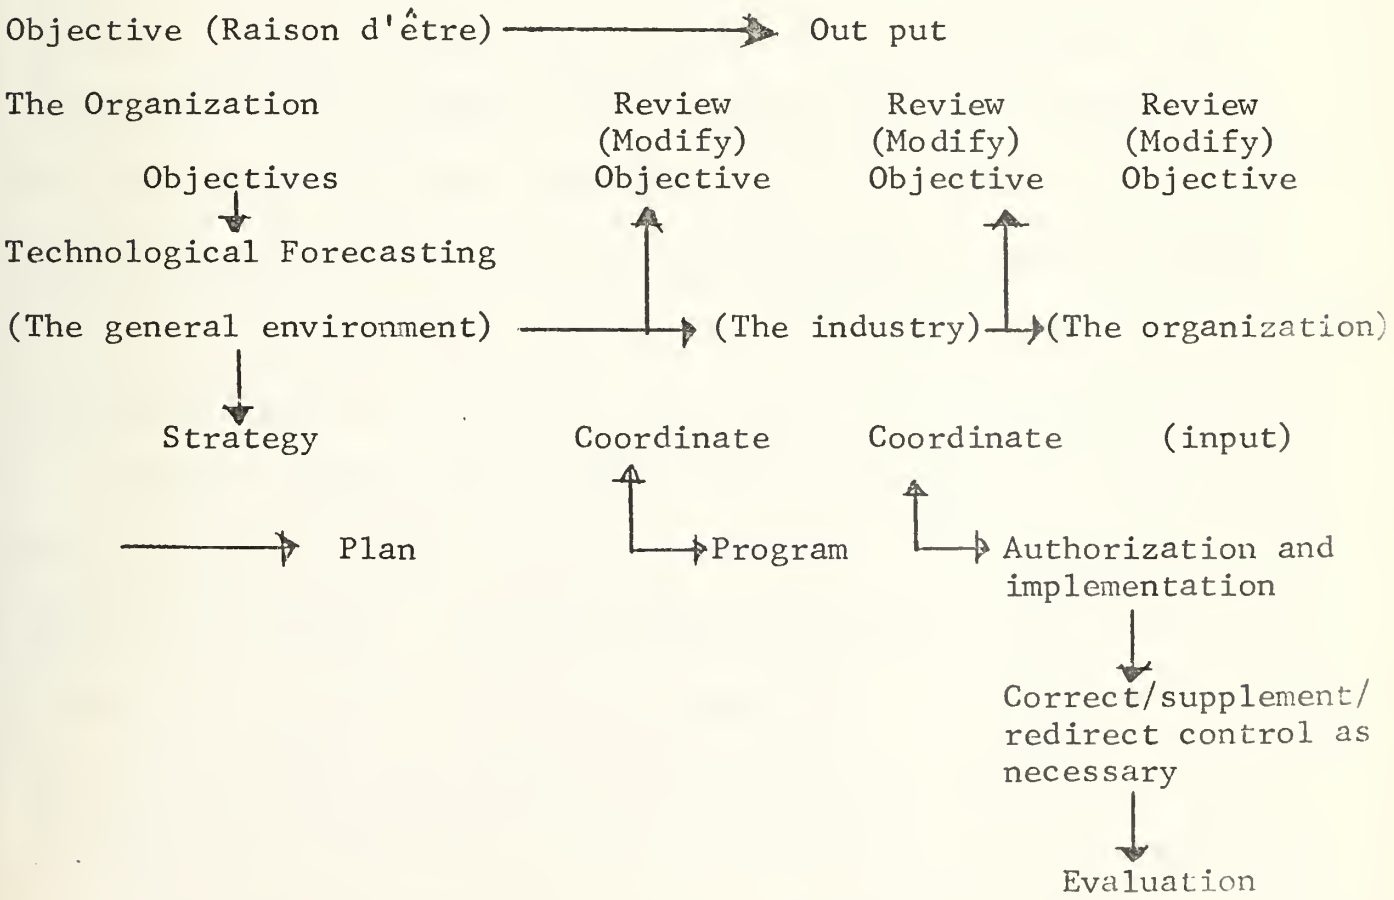 Objective (Raison d'être) Out put
The Organization Review Review Review
(Modify) (Modify) (Modify)
Objectives Objective Objective Objective
Technological Forecasting
(The general environment) (The industry) (The organization)
Strategy Coordinate Coordinate (input)
Plan Program Authorization and
implementation
Correct/supplement/
redirect control as
necessary
Evaluation